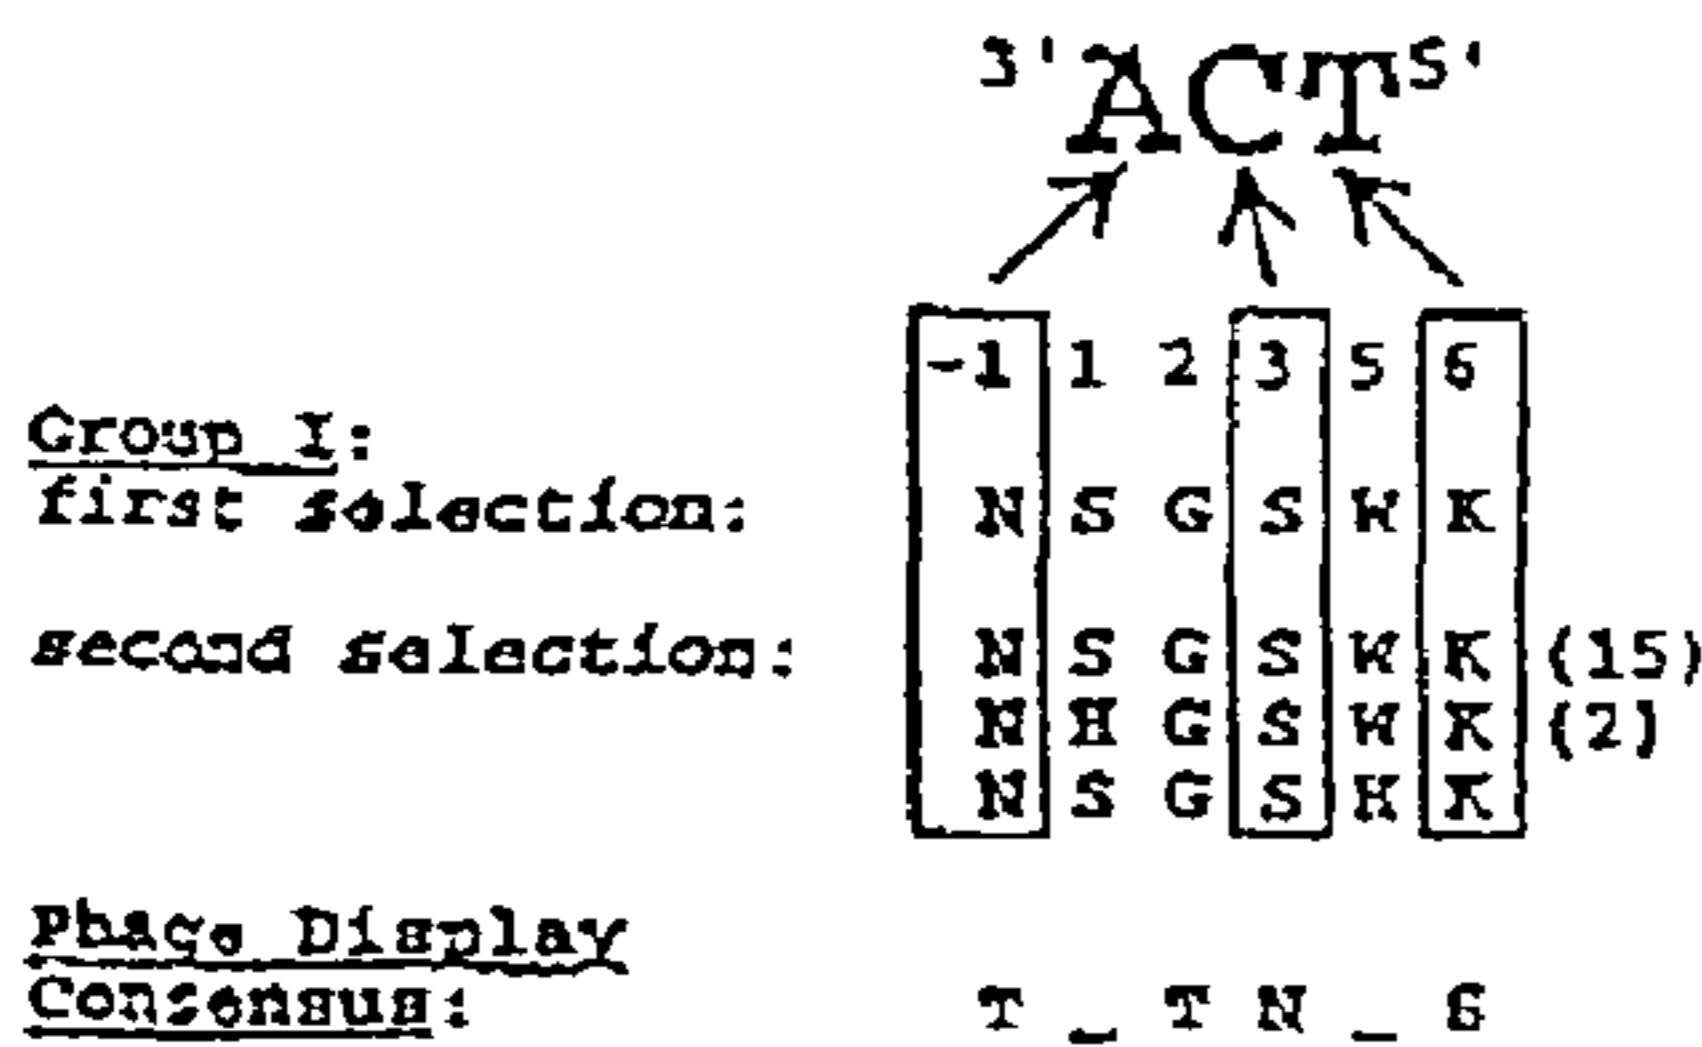 3'ACT5'
-1 1 2 3 5 6
Group I:
first selection: N S G S W K
second selection: N S G S W K (15)
N H G S W K (2)
N S G S H K
Phage Display
Consensus: T _ T N _ S